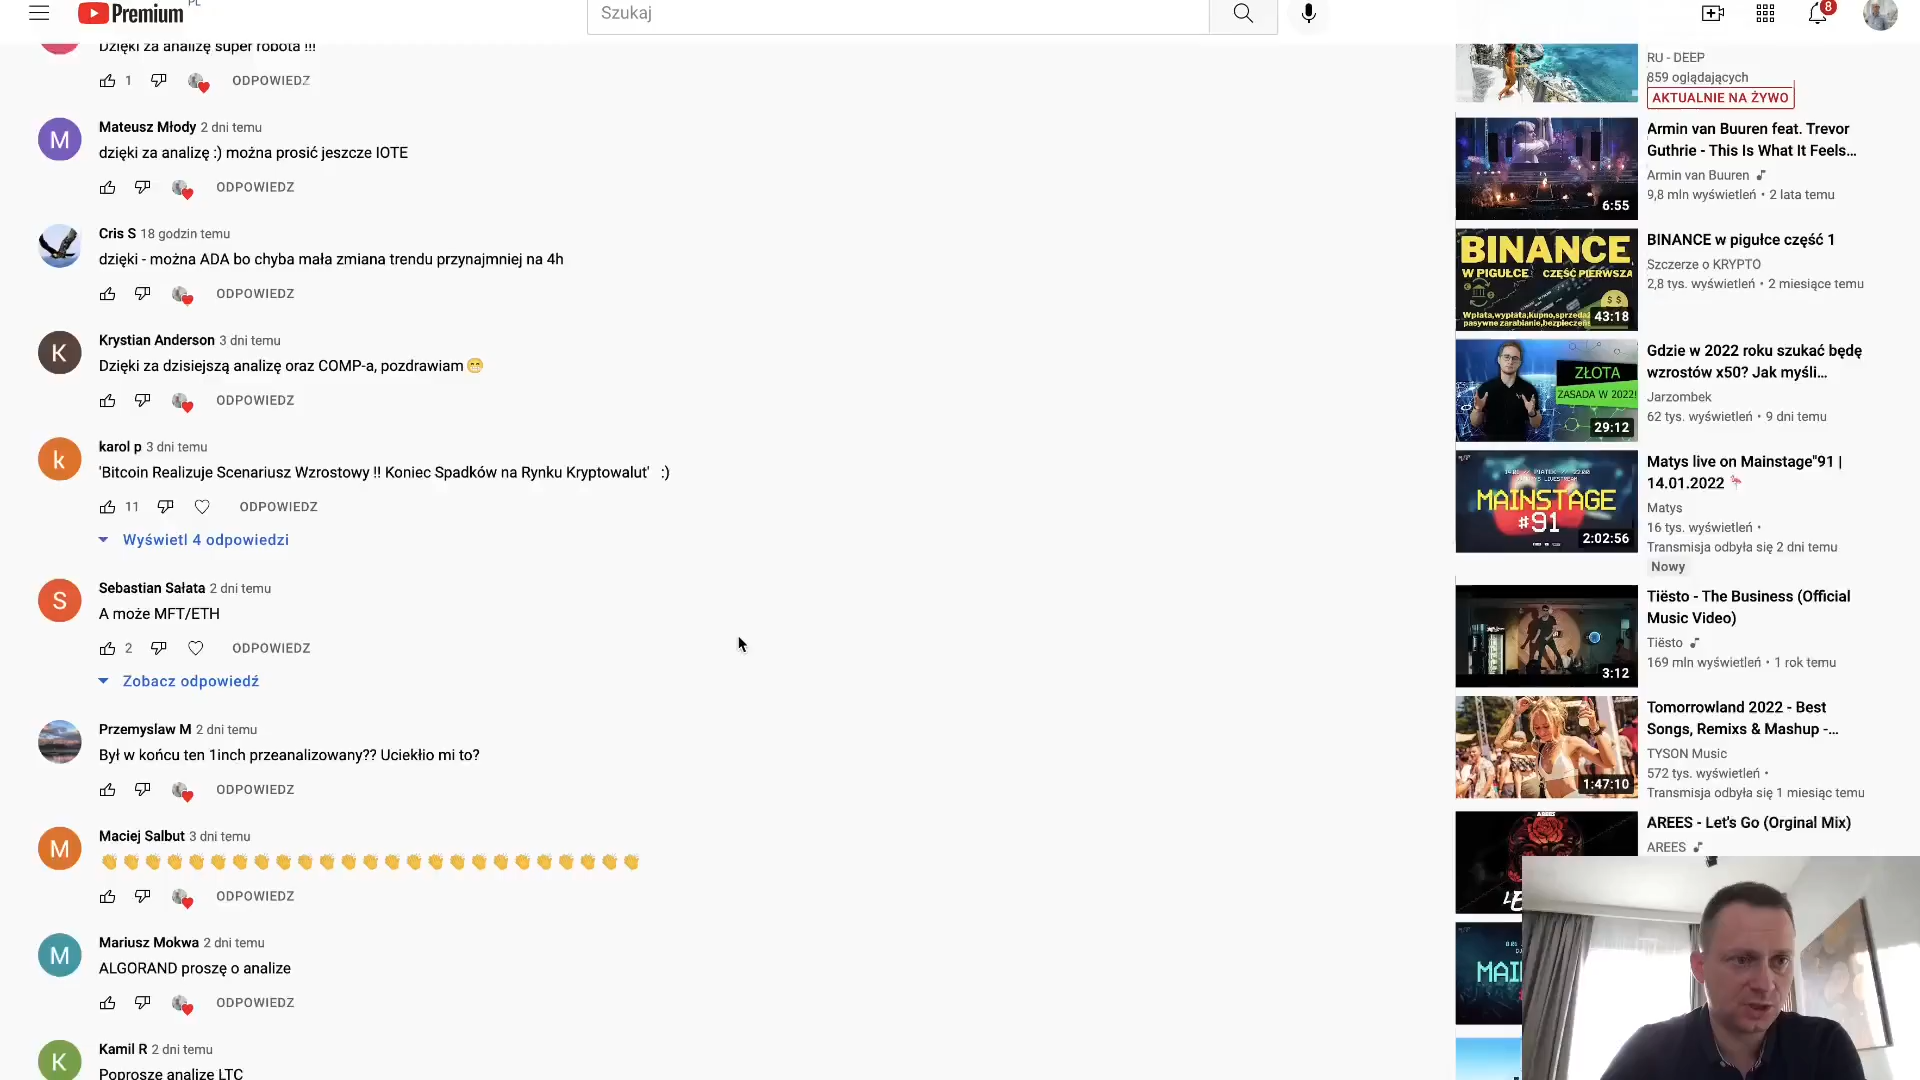 Premium PL
Szukaj
8
Dzięki za analizę super robota !!!
1 ODPOWIEDZ
Mateusz Młody 2 dni temu
dzięki za analizę :) można prosić jeszcze IOTE
ODPOWIEDZ
Cris S 18 godzin temu
dzięki - można ADA bo chyba mała zmiana trendu przynajmniej na 4h
ODPOWIEDZ
Krystian Anderson 3 dni temu
Dzięki za dzisiejszą analizę oraz COMP-a, pozdrawiam😁
ODPOWIEDZ
karol p 3 dni temu
'Bitcoin Realizuje Scenariusz Wzrostowy !! Koniec Spadków na Rynku Kryptowalut' :)
11 ODPOWIEDZ
Wyświetl 4 odpowiedzi
Sebastian Sałata 2 dni temu
A może MFT/ETH
2 ODPOWIEDZ
Zobacz odpowiedź
Przemyslaw M 2 dni temu
Był w końcu ten 1inch przeanalizowany?? Uciekłio mi to?
ODPOWIEDZ
Maciej Salbut 3 dni temu
👏👏👏👏👏👏👏👏👏👏👏👏👏👏👏👏👏👏👏👏👏👏👏👏👏
ODPOWIEDZ
Mariusz Mokwa 2 dni temu
ALGORAND proszę o analize
ODPOWIEDZ
Kamil R 2 dni temu
Poproszę analizę LTC
RU - DEEP
859 oglądających
AKTUALNIE NA ŻYWO
6:55
Armin van Buuren feat. Trevor
Guthrie - This Is What It Feels...
Armin van Buuren
9,8 mln wyświetleń • 2 lata temu
BINANCE
W PIGUŁCE CZĘŚĆ PIERWSZA
Wpłata,wypłata,kupno,sprzedaż
pasywne zarabianie,bezpieczeń
43:18
BINANCE w pigułce część 1
Szczerze o KRYPTO
2,8 tys. wyświetleń • 2 miesiące temu
ZŁOTA
ZASADA W 2022!
29:12
Gdzie w 2022 roku szukać będę
wzrostów x50? Jak myśli...
Jarzombek
62 tys. wyświetleń • 9 dni temu
MAINSTAGE
#91
2:02:56
Matys live on Mainstage"91 |
14.01.2022 🦩
Matys
16 tys. wyświetleń •
Transmisja odbyła się 2 dni temu
Nowy
3:12
Tiësto - The Business (Official
Music Video)
Tiësto
169 mln wyświetleń • 1 rok temu
1:47:10
Tomorrowland 2022 - Best
Songs, Remixs & Mashup -...
TYSON Music
572 tys. wyświetleń •
Transmisja odbyła się 1 miesiąc temu
AREES
AREES - Let's Go (Orginal Mix)
AREES
MAI